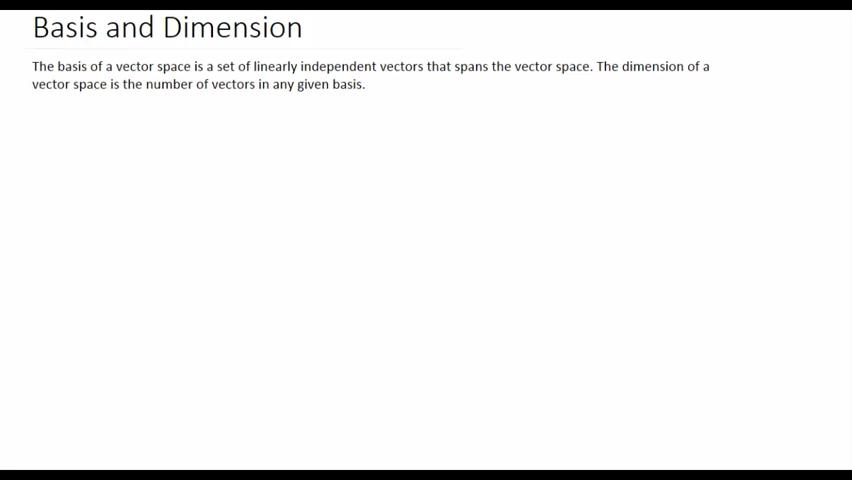 Basis and Dimension
The basis of a vector space is a set of linearly independent vectors that spans the vector space. The dimension of a
vector space is the number of vectors in any given basis.